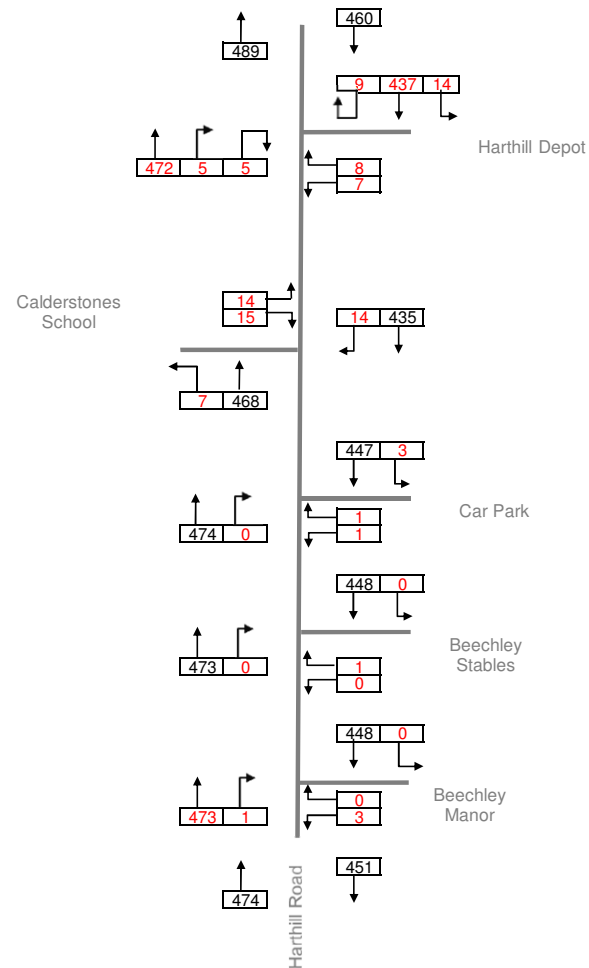 460
489
9 437 14
Harthill Depot
472 5 5
8
7
Calderstones
School
14
15
14 435
7 468
447 3
Car Park
474 0
1
1
448 0
Beechley
Stables
473 0
1
0
448 0
Beechley
Manor
473 1
0
3
451
474
Harthill Road